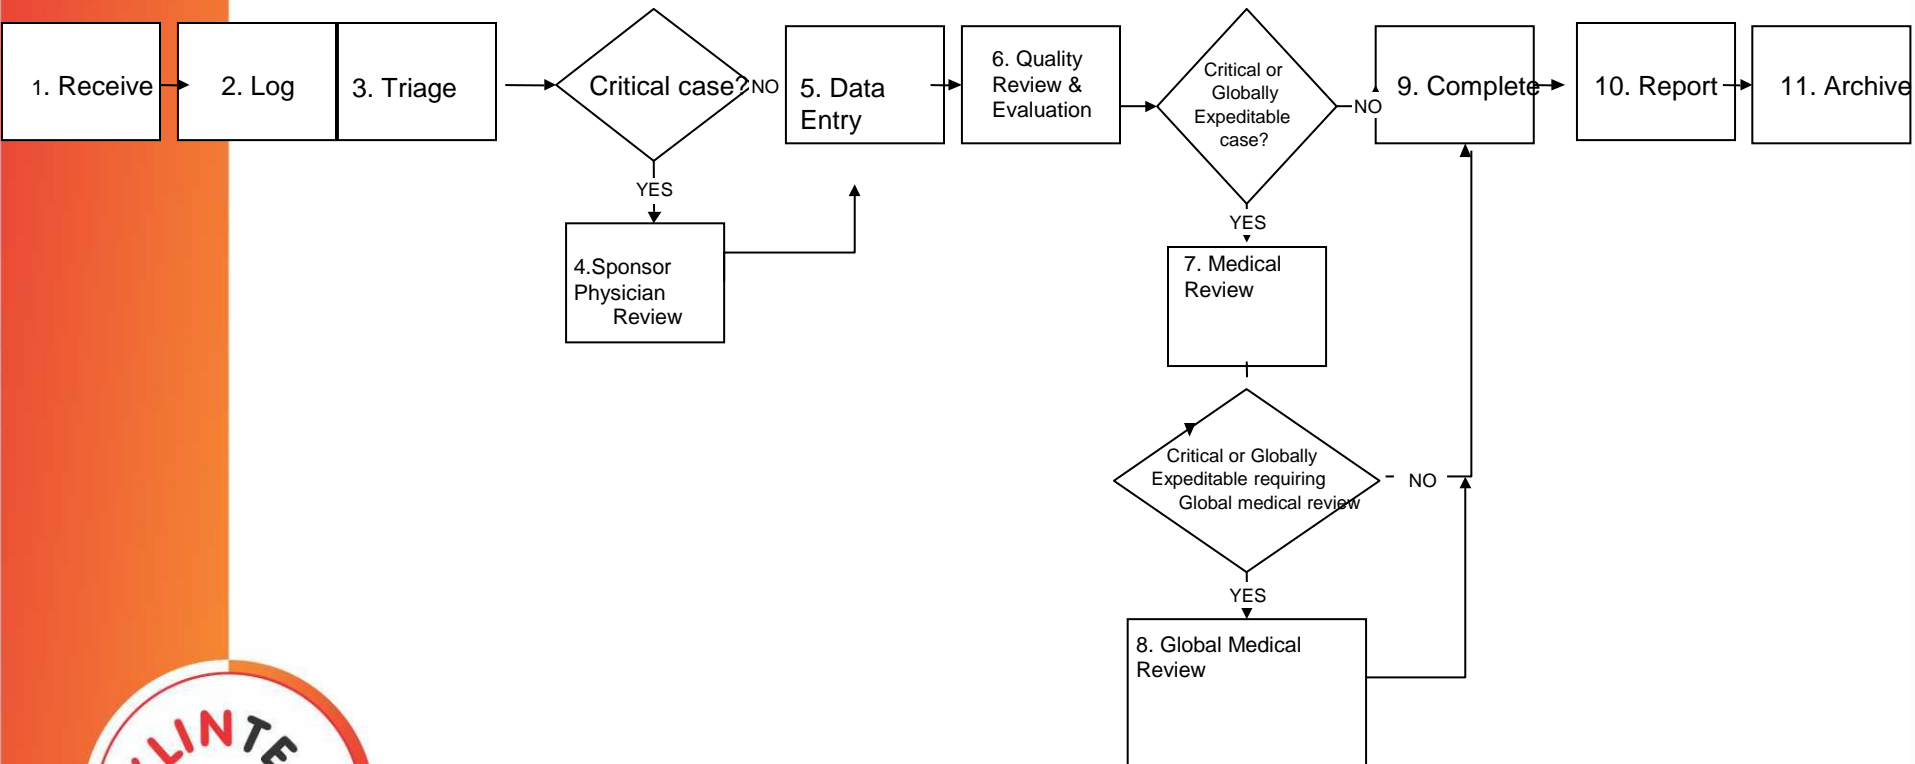 1. Receive
2. Log
3. Triage
Critical case?
NO
YES
4.Sponsor
Physician
Review
5. Data
Entry
6. Quality
Review &
Evaluation
Critical or
Globally
Expeditable
case?
NO
YES
7. Medical
Review
Critical or Globally
Expeditable requiring
Global medical review
NO
YES
8. Global Medical
Review
9. Complete
10. Report
11. Archive